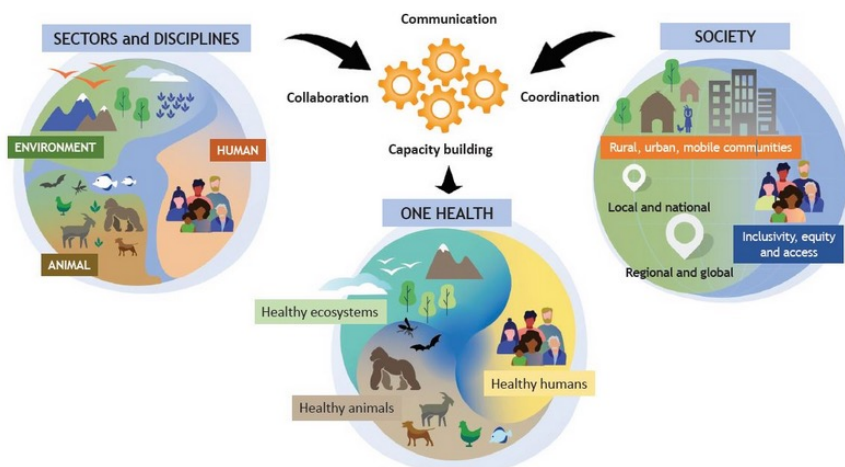 SECTORS and DISCIPLINES
ENVIRONMENT
HUMAN
ANIMAL
Communication
Collaboration
Coordination
Capacity building
SOCIETY
Rural, urban, mobile communities
Local and national
Inclusivity, equity
and access
Regional and global
ONE HEALTH
Healthy ecosystems
Healthy humans
Healthy animals